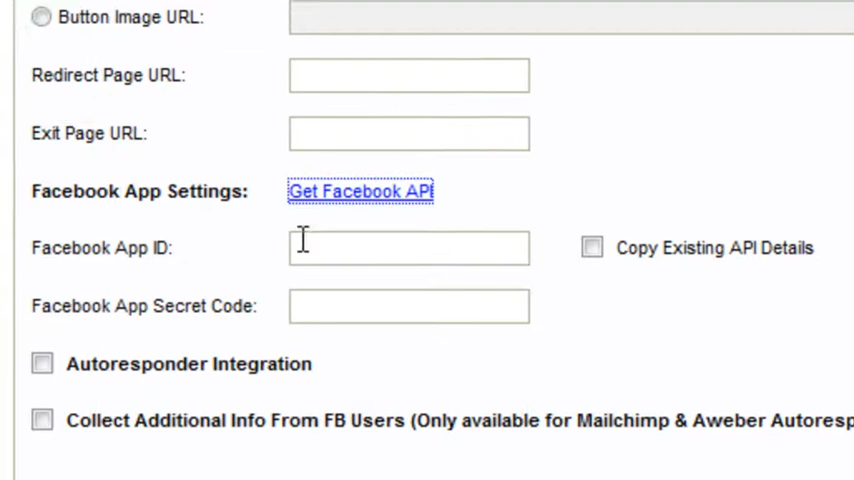 Button Image URL:
Redirect Page URL:
Exit Page URL:
Facebook App Settings: Get Facebook API
Facebook App ID: Copy Existing API Details
Facebook App Secret Code:
Autoresponder Integration
Collect Additional Info From FB Users (Only available for Mailchimp & Aweber Autoresp